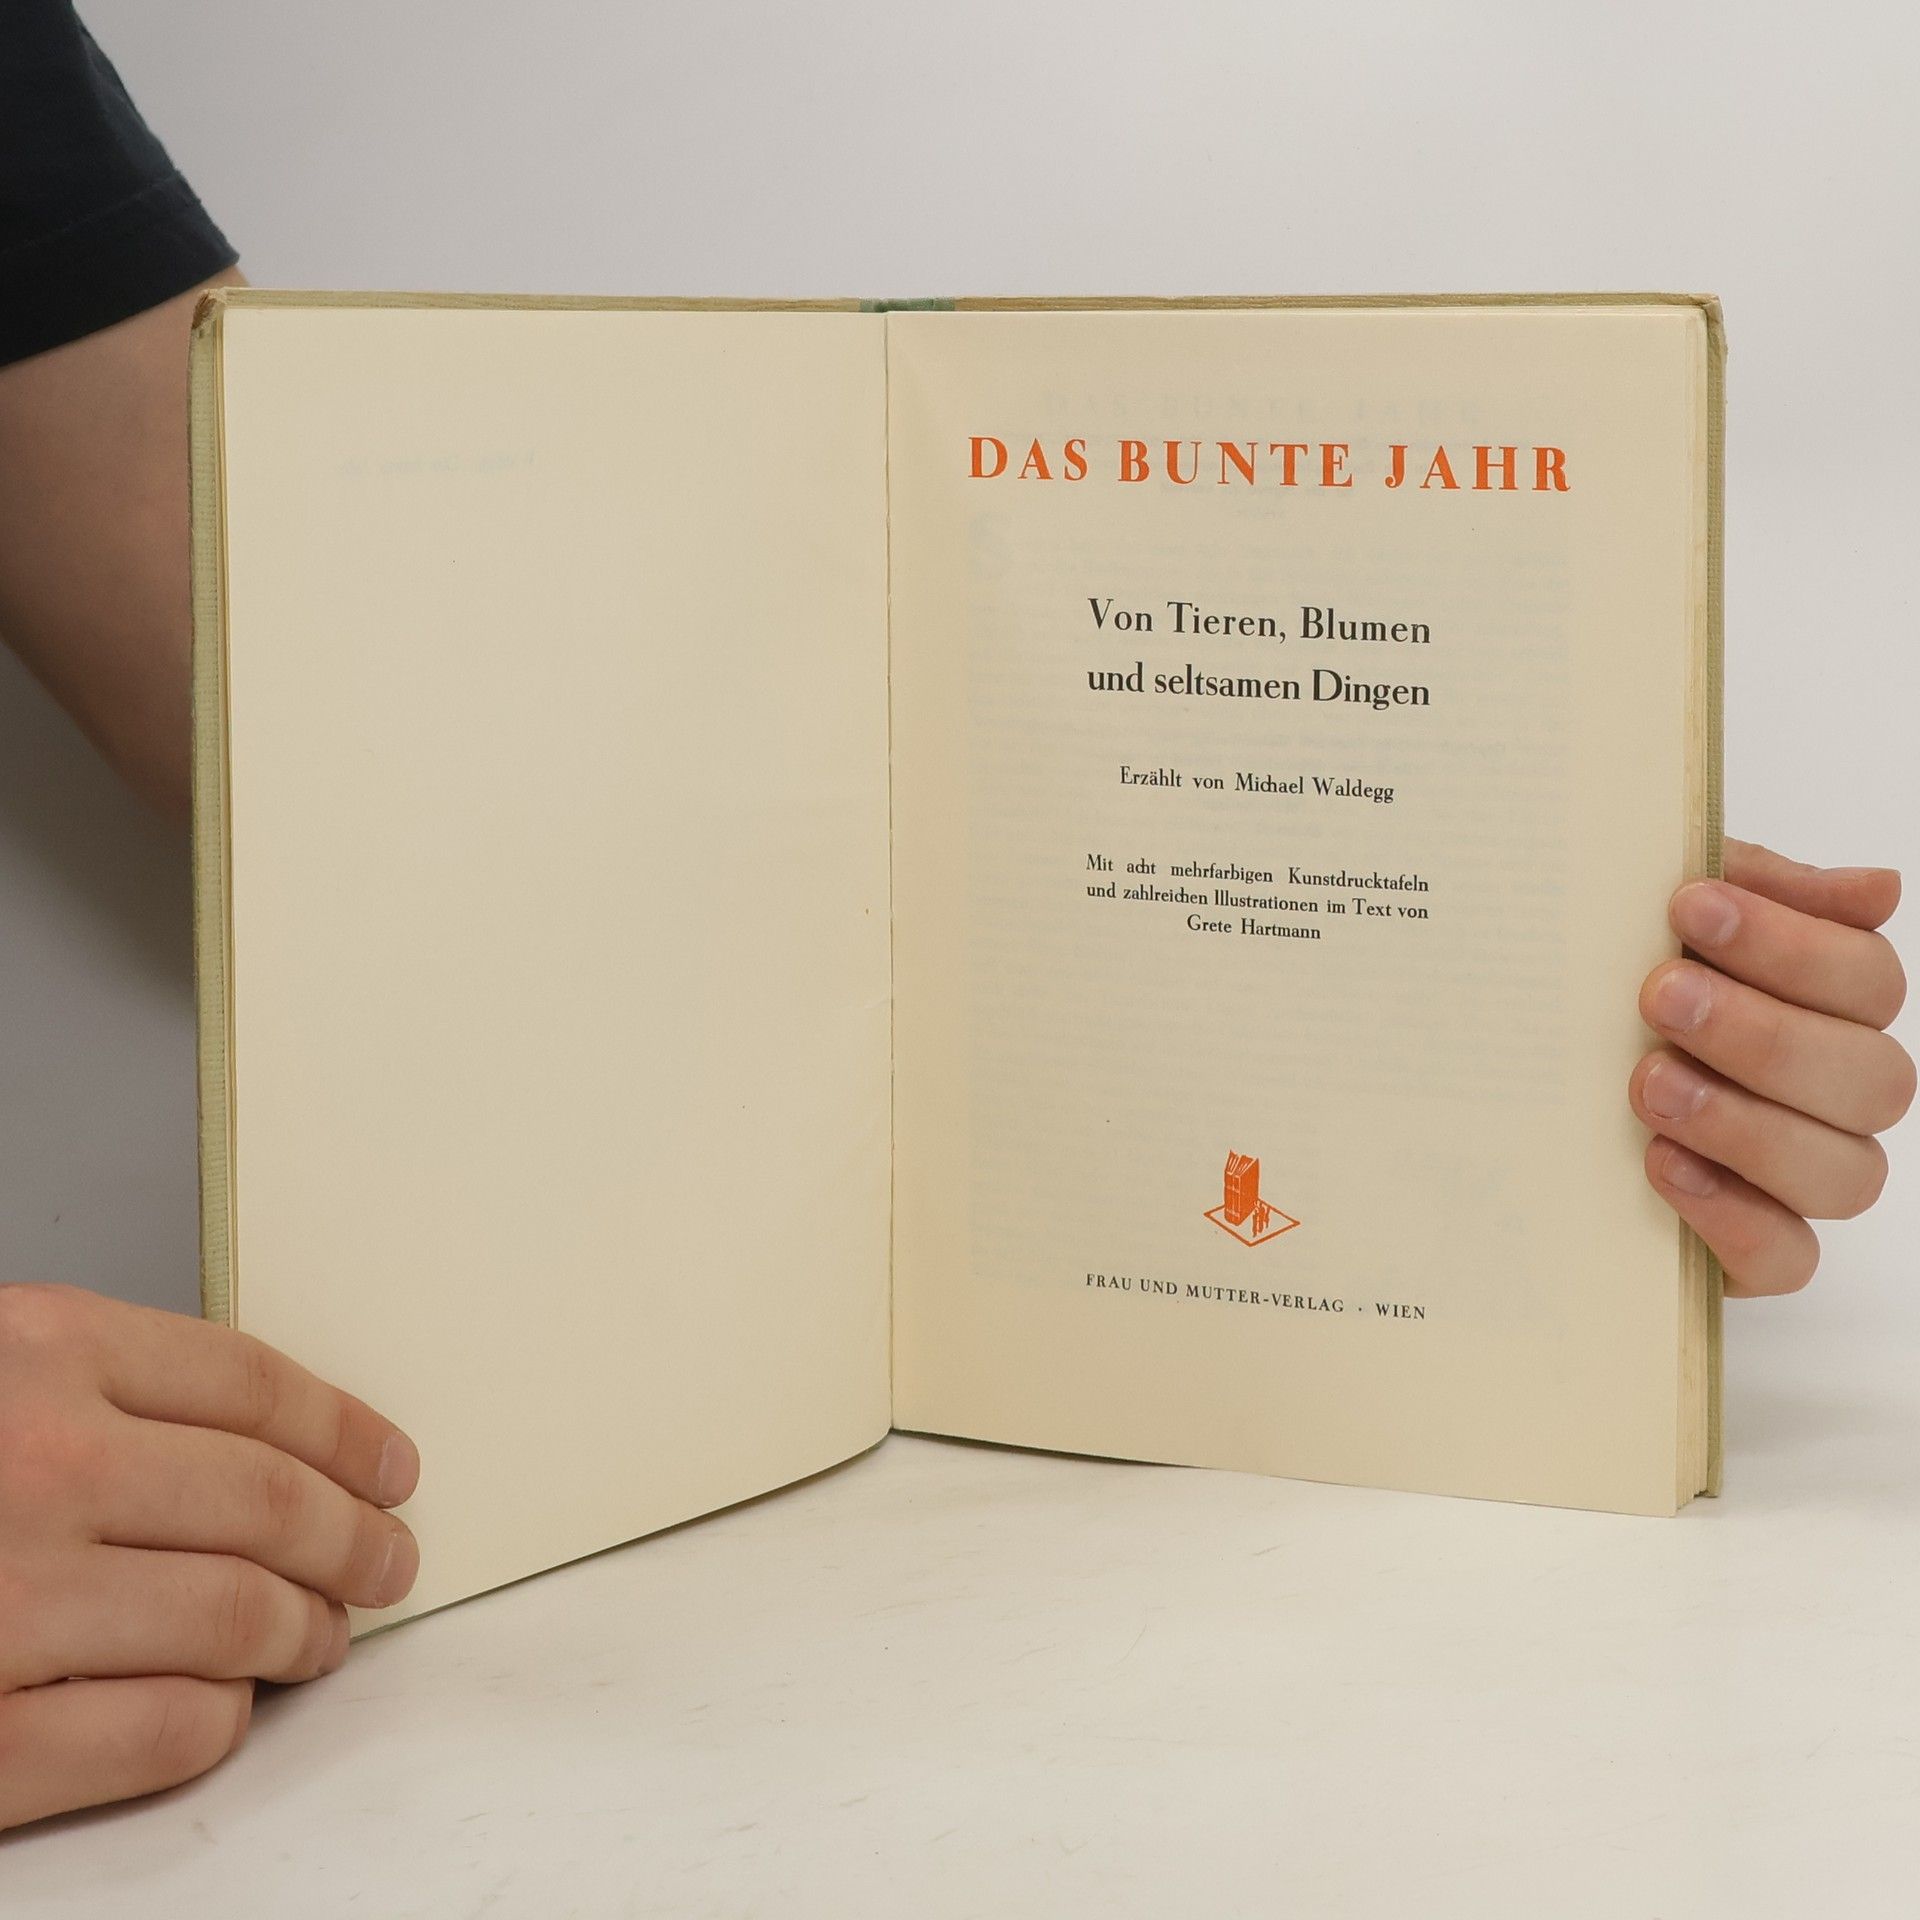 DAS BUNTE JAHR
Von Tieren, Blumen
und seltsamen Dingen
Erzählt von Michael Waldegg
Mit acht mehrfarbigen Kunstdrucktafeln
und zahlreichen Illustrationen im Text von
Grete Hartmann
FRAU UND MUTTER-VERLAG · WIEN